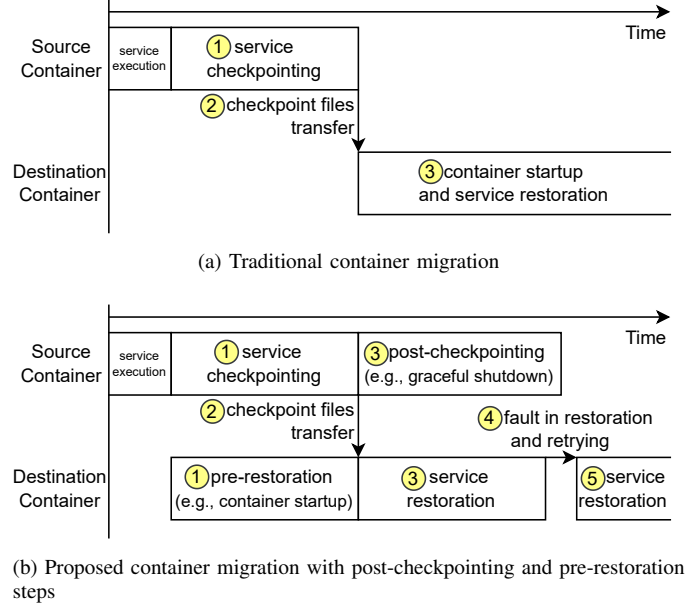 Time
Source
Container
service
execution
1 service
checkpointing
2 checkpoint files
transfer
Destination
Container
3 container startup
and service restoration
(a) Traditional container migration
Time
Source
Container
service
execution
1 service
checkpointing
3 post-checkpointing
(e.g., graceful shutdown)
2 checkpoint files
transfer
4 fault in restoration
and retrying
Destination
Container
1 pre-restoration
(e.g., container startup)
3 service
restoration
5 service
restoration
(b) Proposed container migration with post-checkpointing and pre-restoration
steps